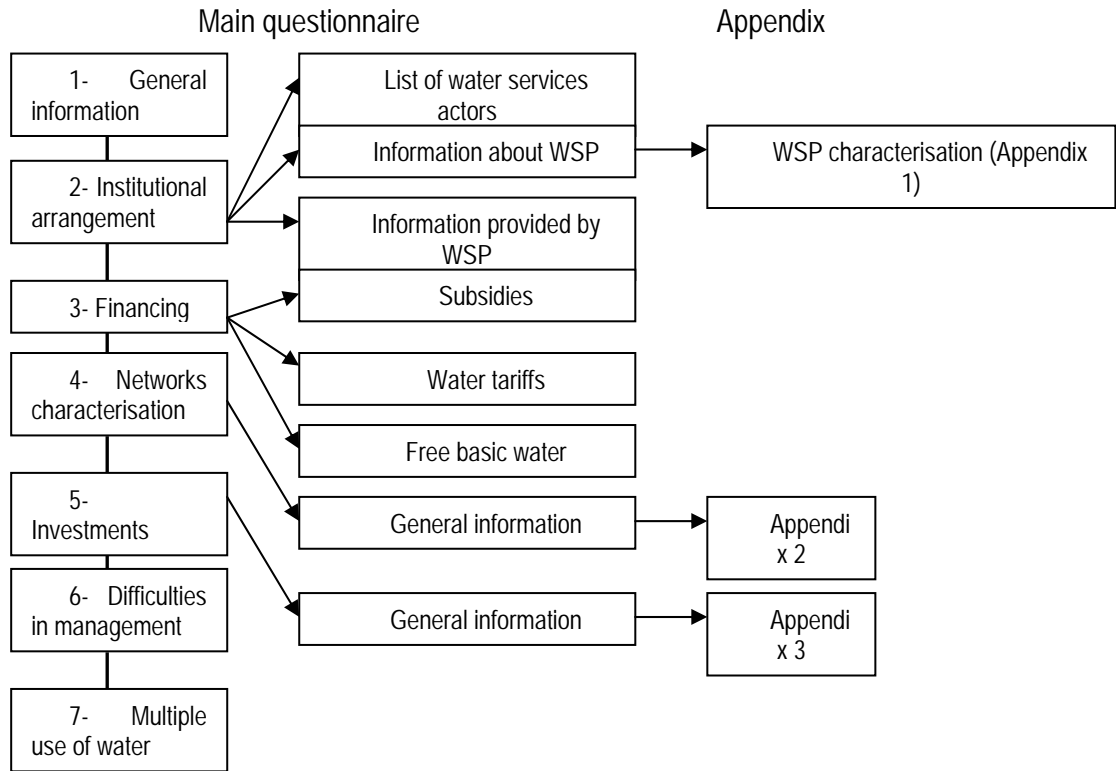 Main questionnaire
Appendix
1- General
information
2- Institutional
arrangement
3- Financing
4- Networks
characterisation
5-
Investments
6- Difficulties
in management
7- Multiple
use of water
List of water services
actors
Information about WSP
Information provided by
WSP
Subsidies
Water tariffs
Free basic water
General information
General information
WSP characterisation (Appendix
1)
Appendi
x 2
Appendi
x 3